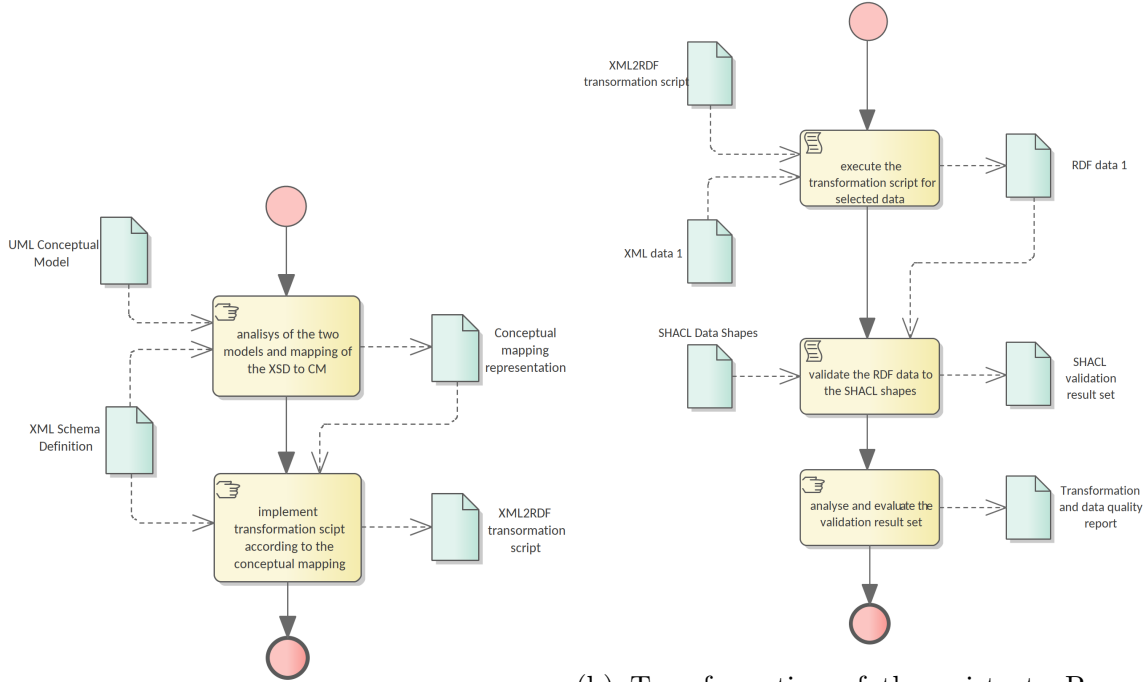 UML Conceptual
Model
analisys of the two
models and mapping of
the XSD to CM
Conceptual
mapping
representation
XML Schema
Definition
implement
transformation scipt
according to the
conceptual mapping
XML2RDF
transormation
script
XML2RDF
transormation script
execute the
transformation script for
selected data
RDF data 1
XML data 1
SHACL Data Shapes
validate the RDF data to
the SHACL shapes
SHACL
validation
result set
analyse and evaluate the
validation result set
Transformation
and data quality
report